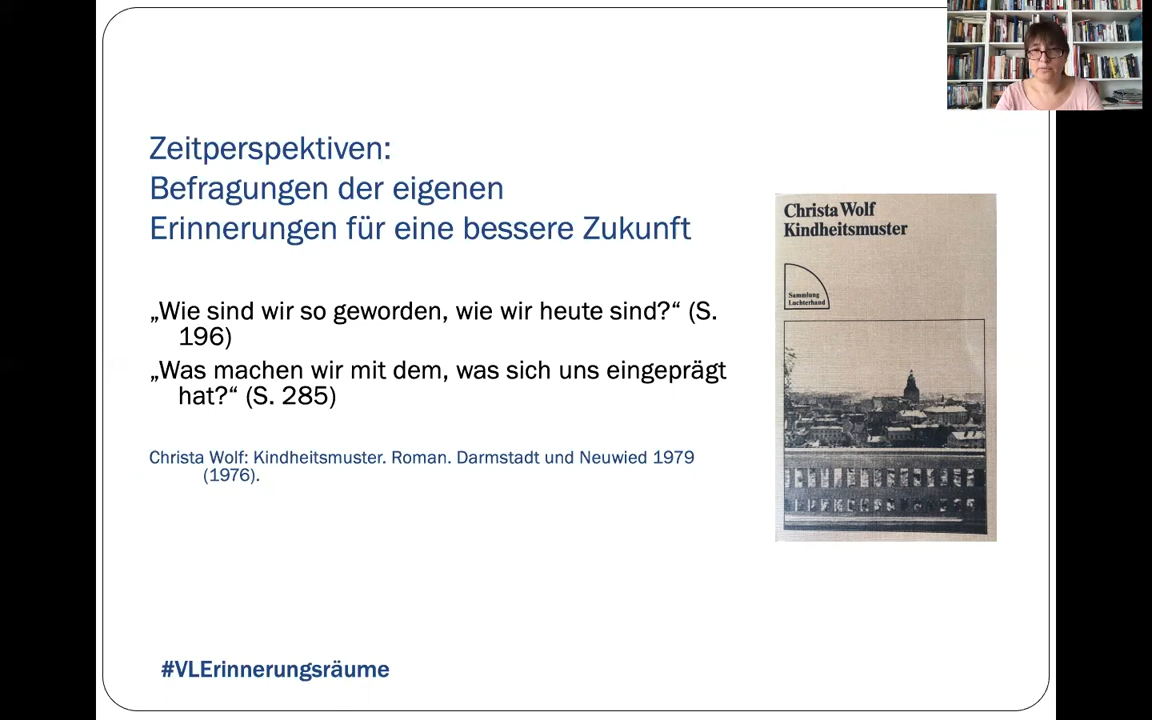 Zeitperspektiven:
Befragungen der eigenen
Erinnerungen für eine bessere Zukunft
„Wie sind wir so geworden, wie wir heute sind?“ (S.
196)
„Was machen wir mit dem, was sich uns eingeprägt
hat?“ (S. 285)
Christa Wolf: Kindheitsmuster. Roman. Darmstadt und Neuwied 1979
(1976).
Christa Wolf
Kindheitsmuster
Sammlung
Luchterhand
#VLErinnerungsräume